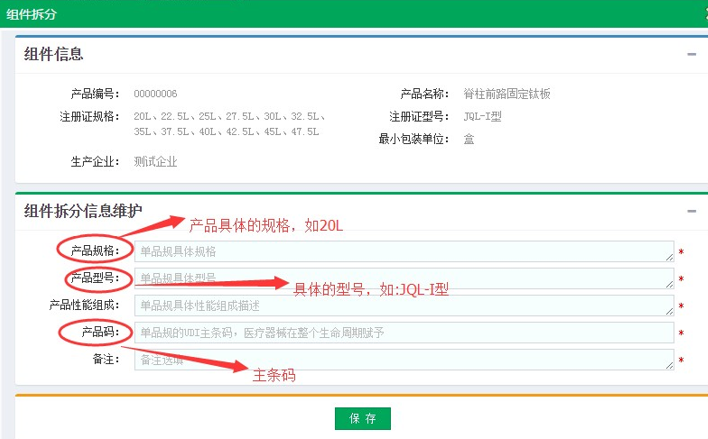 组件拆分
组件信息
产品编号: 00000006 产品名称: 脊柱前路固定钛板
注册证规格: 20L、22.5L、25L、27.5L、30L、32.5L、 注册证型号: JQL-I型
35L、37.5L、40L、42.5L、45L、47.5L
最小包装单位: 盒
生产企业: 测试企业
组件拆分信息维护
产品具体的规格，如20L
产品规格: 单品规具体规格 *
产品型号: 单品规具体型号 *
具体的型号，如:JQL-I型
产品性能组成: 单品规具体性能组成描述 *
产品码: 单品规的UDI主条码，医疗器械在整个生命周期赋予 *
备注: 备注选填 *
主条码
保 存